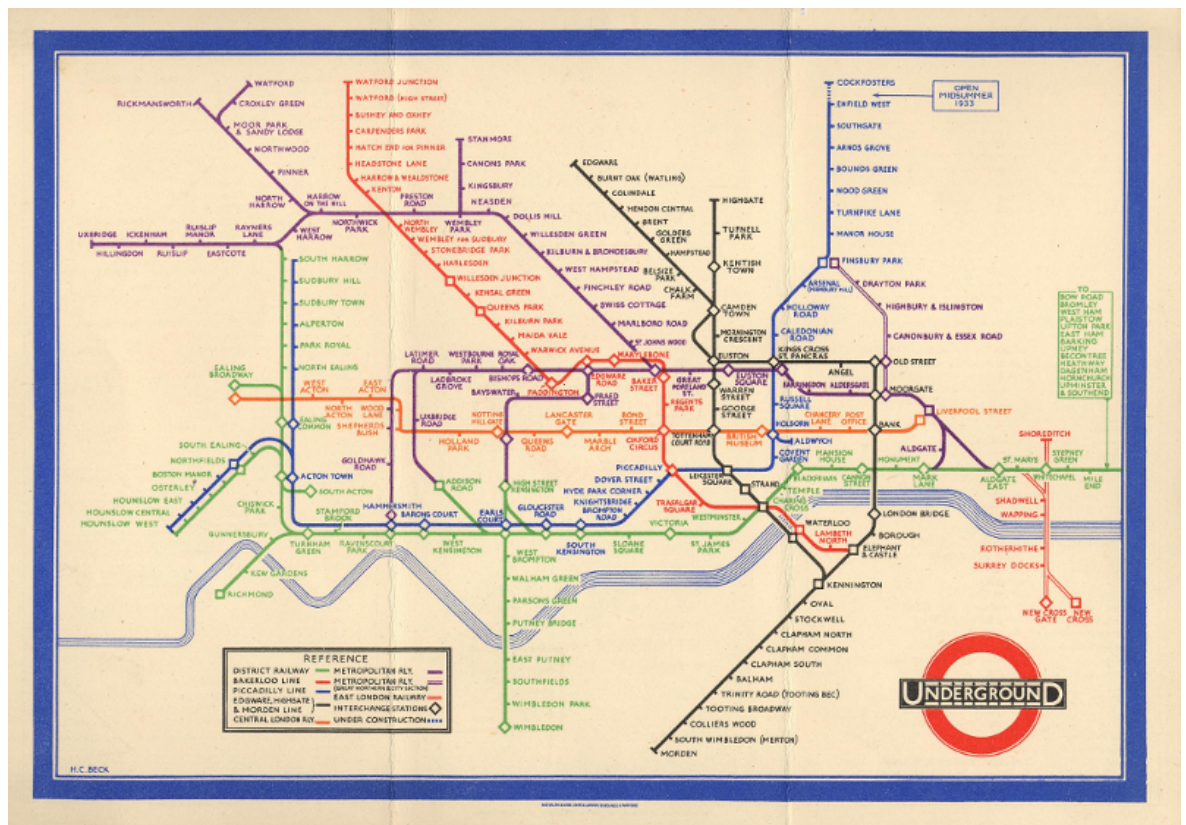 WATFORD
CROXLEY GREEN
RICKMANSWORTH
MOOR PARK
& SANDY LODGE
NORTHWOOD
PINNER
NORTH
HARROW
HARROW
ON THE HILL
WEST
HARROW
NORTHWICK
PARK
PRESTON
ROAD
WEMBLEY
PARK
NEASDEN
STANMORE
CANONS PARK
KINGSBURY
DOLLIS HILL
WILLESDEN GREEN
KILBURN & BRONDESBURY
WEST HAMPSTEAD
FINCHLEY ROAD
SWISS COTTAGE
MARLBORO ROAD
ST JOHNS WOOD
UXBRIDGE
ICKENHAM
RUISLIP
MANOR
RAYNERS
LANE
HILLINGDON
RUISLIP
EASTCOTE
WATFORD JUNCTION
WATFORD (HIGH STREET)
BUSHEY AND OXHEY
CARPENDERS PARK
HATCH END FOR PINNER
HEADSTONE LANE
HARROW & WEALDSTONE
KENTON
NORTH
WEMBLEY
WEMBLEY FOR SUDBURY
STONEBRIDGE PARK
HARLESDEN
WILLESDEN JUNCTION
KENSAL GREEN
QUEENS PARK
KILBURN PARK
MAIDA VALE
WARWICK AVENUE
PADDINGTON
EDGWARE
ROAD
MARYLEBONE
BAKER
STREET
REGENTS
PARK
OXFORD
CIRCUS
PICCADILLY
TRAFALGAR
SQUARE
CHARING
CROSS
WATERLOO
LAMBETH
NORTH
ELEPHANT
& CASTLE
EDGWARE
BURNT OAK (WATLING)
COLINDALE
HENDON CENTRAL
BRENT
GOLDERS
GREEN
HAMPSTEAD
BELSIZE
PARK
CHALK
FARM
HIGHGATE
TUFNELL
PARK
KENTISH
TOWN
CAMDEN
TOWN
MORNINGTON
CRESCENT
EUSTON
WARREN
STREET
GOODGE
STREET
TOTTENHAM
COURT ROAD
LEICESTER
SQUARE
STRAND
COCKFOSTERS
OPEN
MIDSUMMER
1933
ENFIELD WEST
SOUTHGATE
ARNOS GROVE
BOUNDS GREEN
WOOD GREEN
TURNPIKE LANE
MANOR HOUSE
FINSBURY PARK
ARSENAL
(HIGHBURY HILL)
DRAYTON PARK
HOLLOWAY
ROAD
HIGHBURY & ISLINGTON
CALEDONIAN
ROAD
CANONBURY & ESSEX ROAD
KINGS CROSS
ST. PANCRAS
ANGEL
OLD STREET
MOORGATE
RUSSELL
SQUARE
HOLBORN
ALDWYCH
COVENT
GARDEN
SOUTH HARROW
SUDBURY HILL
SUDBURY TOWN
ALPERTON
PARK ROYAL
NORTH EALING
EALING
COMMON
EALING
BROADWAY
WEST
ACTON
NORTH
ACTON
EAST
ACTON
WOOD
LANE
SHEPHERDS
BUSH
HOLLAND
PARK
NOTTING
HILL GATE
QUEENS
ROAD
LANCASTER
GATE
MARBLE
ARCH
BOND
STREET
BRITISH
MUSEUM
CHANCERY
LANE
POST
OFFICE
BANK
LIVERPOOL STREET
LATIMER
ROAD
LADBROKE
GROVE
WESTBOURNE
PARK
ROYAL
OAK
BISHOPS ROAD
BAYSWATER
PRAED
STREET
GREAT
PORTLAND ST.
EUSTON
SQUARE
FARRINGDON
ALDERSGATE
ALDGATE
UXBRIDGE
ROAD
GOLDHAWK
ROAD
HAMMERSMITH
ADDISON
ROAD
HIGH STREET
KENSINGTON
SOUTH EALING
NORTHFIELDS
BOSTON MANOR
OSTERLEY
HOUNSLOW EAST
HOUNSLOW CENTRAL
HOUNSLOW WEST
ACTON TOWN
SOUTH ACTON
CHISWICK
PARK
GUNNERSBURY
KEW GARDENS
RICHMOND
TURNHAM
GREEN
STAMFORD
BROOK
RAVENSCOURT
PARK
BARONS COURT
WEST
KENSINGTON
EARLS
COURT
GLOUCESTER
ROAD
SOUTH
KENSINGTON
DOVER STREET
HYDE PARK CORNER
KNIGHTSBRIDGE
BROMPTON
ROAD
SLOANE
SQUARE
VICTORIA
ST. JAMES
PARK
WESTMINSTER
TEMPLE
BLACKFRIARS
MANSION
HOUSE
CANNON
STREET
MONUMENT
MARK
LANE
ALDGATE
EAST
ST. MARYS
WHITECHAPEL
STEPNEY
GREEN
MILE
END
TO
BOW ROAD
BROMLEY
WEST HAM
PLAISTOW
UPTON PARK
EAST HAM
BARKING
UPNEY
BECONTREE
HEATHWAY
DAGENHAM
HORNCHURCH
UPMINSTER
& SOUTHEND
SHOREDITCH
SHADWELL
WAPPING
ROTHERHITHE
SURREY DOCKS
NEW CROSS
GATE
NEW
CROSS
LONDON BRIDGE
BOROUGH
KENNINGTON
OVAL
STOCKWELL
CLAPHAM NORTH
CLAPHAM COMMON
CLAPHAM SOUTH
BALHAM
TRINITY ROAD (TOOTING BEC)
TOOTING BROADWAY
COLLIERS WOOD
SOUTH WIMBLEDON (MERTON)
MORDEN
WEST
BROMPTON
WALHAM GREEN
PARSONS GREEN
PUTNEY BRIDGE
EAST PUTNEY
SOUTHFIELDS
WIMBLEDON PARK
WIMBLEDON
REFERENCE
DISTRICT RAILWAY
BAKERLOO LINE
PICCADILLY LINE
EDGWARE, HIGHGATE
& MORDEN LINE
CENTRAL LONDON RLY.
METROPOLITAN RLY.
METROPOLITAN RLY.
(GREAT NORTHERN & CITY SECTION)
EAST LONDON RAILWAY
INTERCHANGE STATIONS
UNDER CONSTRUCTION
UNDERGROUND
H.C. BECK